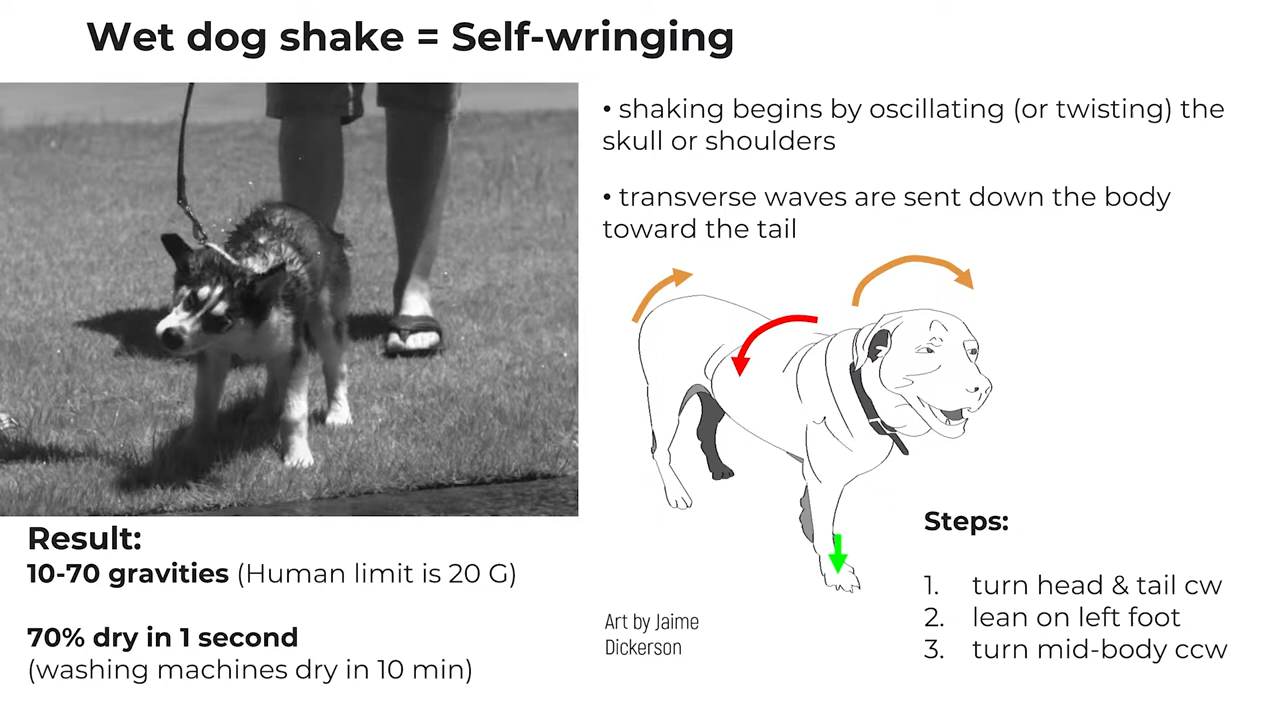 Wet dog shake = Self-wringing
• shaking begins by oscillating (or twisting) the
skull or shoulders
• transverse waves are sent down the body
toward the tail
Result:
10-70 gravities (Human limit is 20 G)
70% dry in 1 second
(washing machines dry in 10 min)
Art by Jaime
Dickerson
Steps:
1. turn head & tail cw
2. lean on left foot
3. turn mid-body ccw